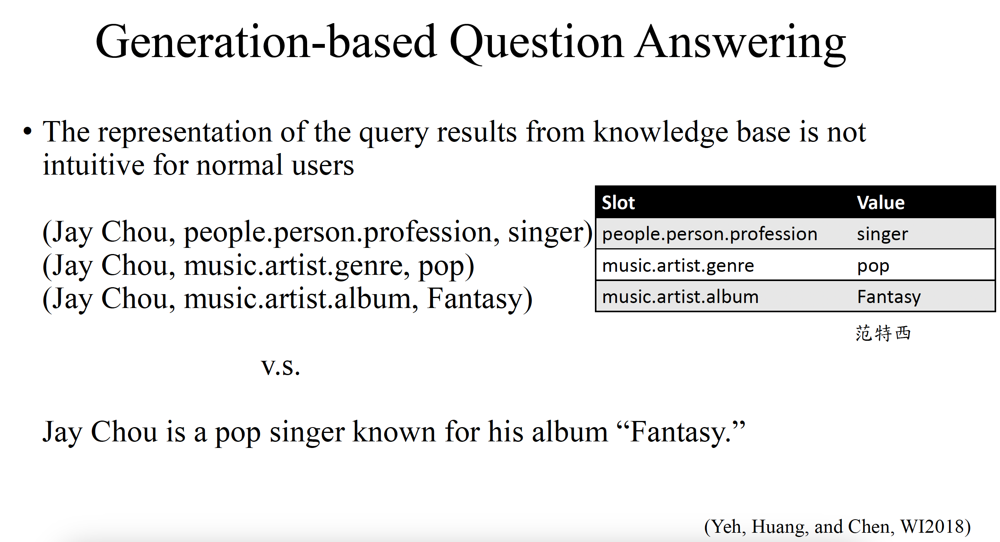 Generation-based Question Answering
• The representation of the query results from knowledge base is not
intuitive for normal users
(Jay Chou, people.person.profession, singer)
(Jay Chou, music.artist.genre, pop)
(Jay Chou, music.artist.album, Fantasy)
Slot Value
people.person.profession singer
music.artist.genre pop
music.artist.album Fantasy
范特西
v.s.
Jay Chou is a pop singer known for his album “Fantasy.”
(Yeh, Huang, and Chen, WI2018)